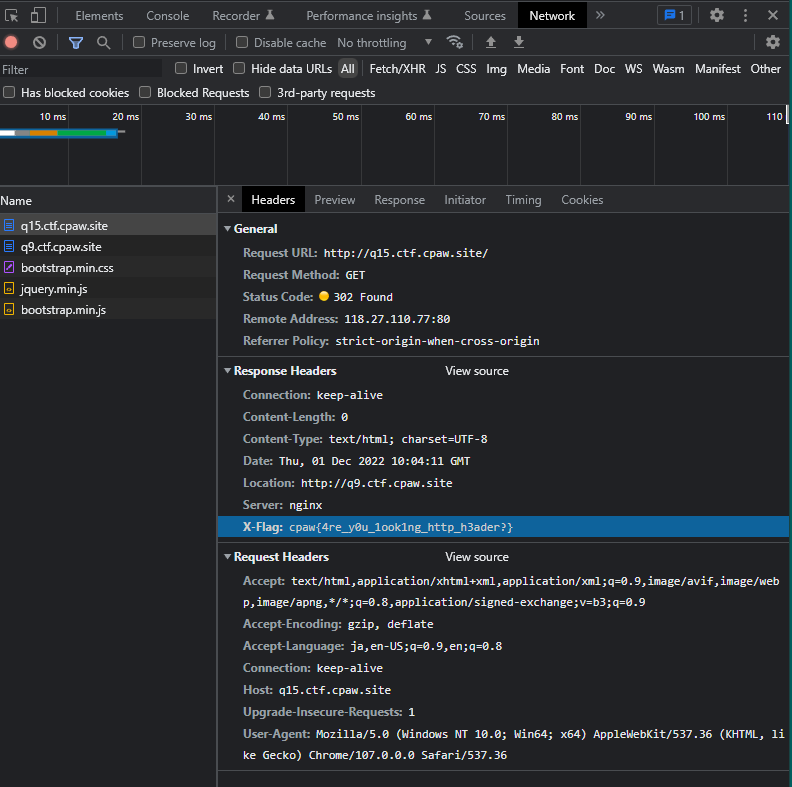 Elements Console Recorder Performance insights Sources Network » 1
Preserve log Disable cache No throttling
Filter Invert Hide data URLs All Fetch/XHR JS CSS Img Media Font Doc WS Wasm Manifest Other
Has blocked cookies Blocked Requests 3rd-party requests
10 ms 20 ms 30 ms 40 ms 50 ms 60 ms 70 ms 80 ms 90 ms 100 ms 110
Name
q15.ctf.cpaw.site
q9.ctf.cpaw.site
bootstrap.min.css
jquery.min.js
bootstrap.min.js
× Headers Preview Response Initiator Timing Cookies
General
Request URL: http://q15.ctf.cpaw.site/
Request Method: GET
Status Code: 302 Found
Remote Address: 118.27.110.77:80
Referrer Policy: strict-origin-when-cross-origin
Response Headers View source
Connection: keep-alive
Content-Length: 0
Content-Type: text/html; charset=UTF-8
Date: Thu, 01 Dec 2022 10:04:11 GMT
Location: http://q9.ctf.cpaw.site
Server: nginx
X-Flag: cpaw{4re_y0u_1ook1ng_http_h3ader?}
Request Headers View source
Accept: text/html,application/xhtml+xml,application/xml;q=0.9,image/avif,image/web
p,image/apng,*/*;q=0.8,application/signed-exchange;v=b3;q=0.9
Accept-Encoding: gzip, deflate
Accept-Language: ja,en-US;q=0.9,en;q=0.8
Connection: keep-alive
Host: q15.ctf.cpaw.site
Upgrade-Insecure-Requests: 1
User-Agent: Mozilla/5.0 (Windows NT 10.0; Win64; x64) AppleWebKit/537.36 (KHTML, li
ke Gecko) Chrome/107.0.0.0 Safari/537.36